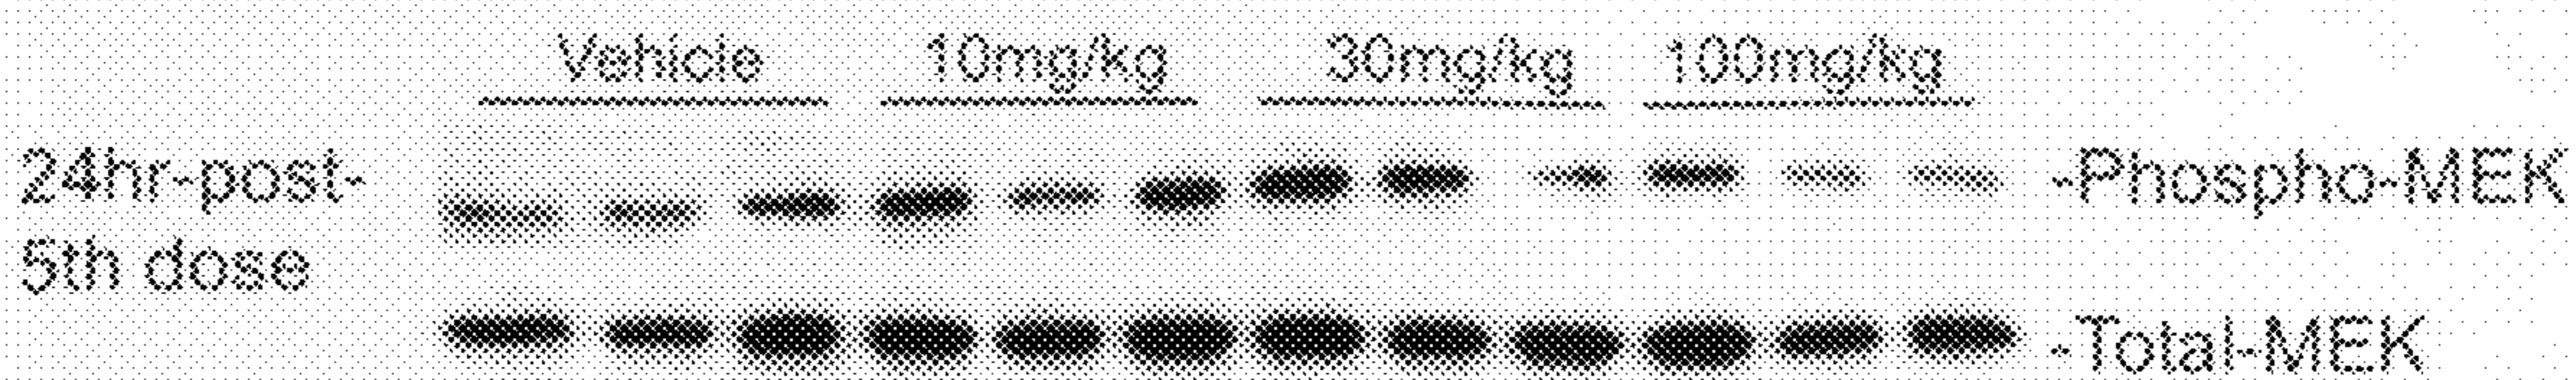 Vehicle 10mg/kg 30mg/kg 100mg/kg
24hr-post- -Phospho-MEK
5th dose
-Total-MEK